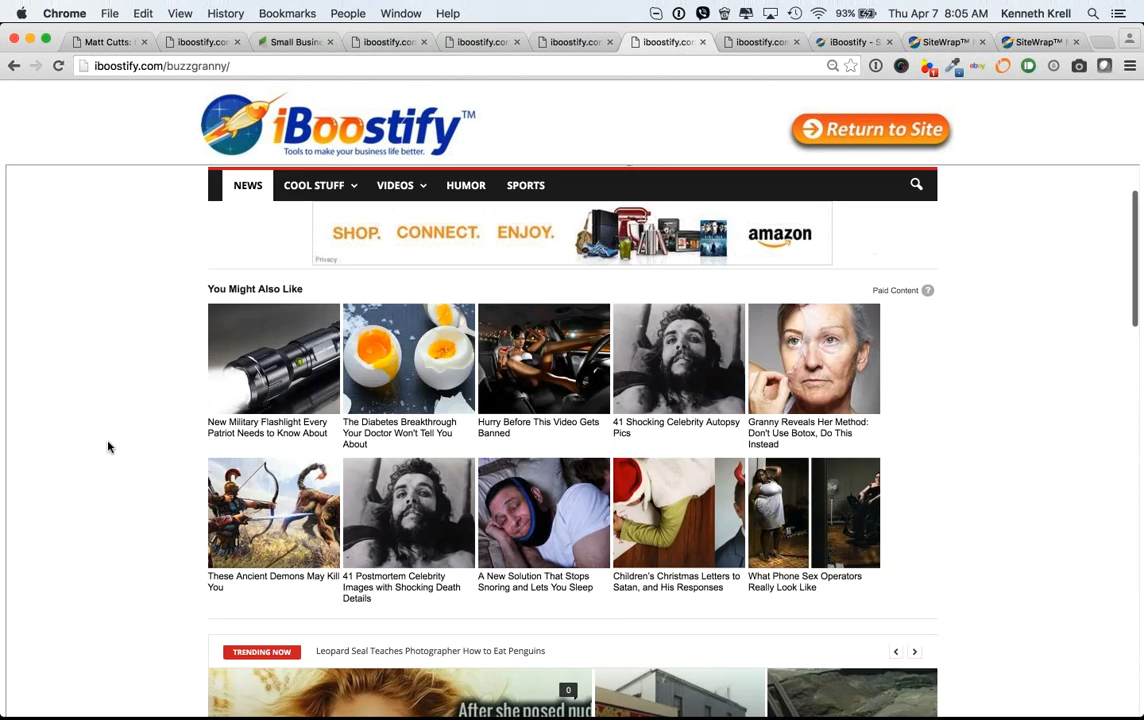 Chrome File Edit View History Bookmarks People Window Help 93% Thu Apr 7 8:05 AM Kenneth Krell
Matt Cutts: iboostify.com Small Busin iboostify.com iboostify.com iboostify.com iboostify.com iboostify.com iBoostify - S SiteWrap™ SiteWrap™
iboostify.com/buzzgranny/
iBoostify™
Tools to make your business life better.
Return to Site
NEWS COOL STUFF VIDEOS HUMOR SPORTS
SHOP. CONNECT. ENJOY. amazon
Privacy
You Might Also Like Paid Content ?
New Military Flashlight Every
Patriot Needs to Know About
The Diabetes Breakthrough
Your Doctor Won't Tell You
About
Hurry Before This Video Gets
Banned
41 Shocking Celebrity Autopsy
Pics
Granny Reveals Her Method:
Don't Use Botox, Do This
Instead
These Ancient Demons May Kill
You
41 Postmortem Celebrity
Images with Shocking Death
Details
A New Solution That Stops
Snoring and Lets You Sleep
Children's Christmas Letters to
Satan, and His Responses
What Phone Sex Operators
Really Look Like
TRENDING NOW Leopard Seal Teaches Photographer How to Eat Penguins
0
After she posed nud